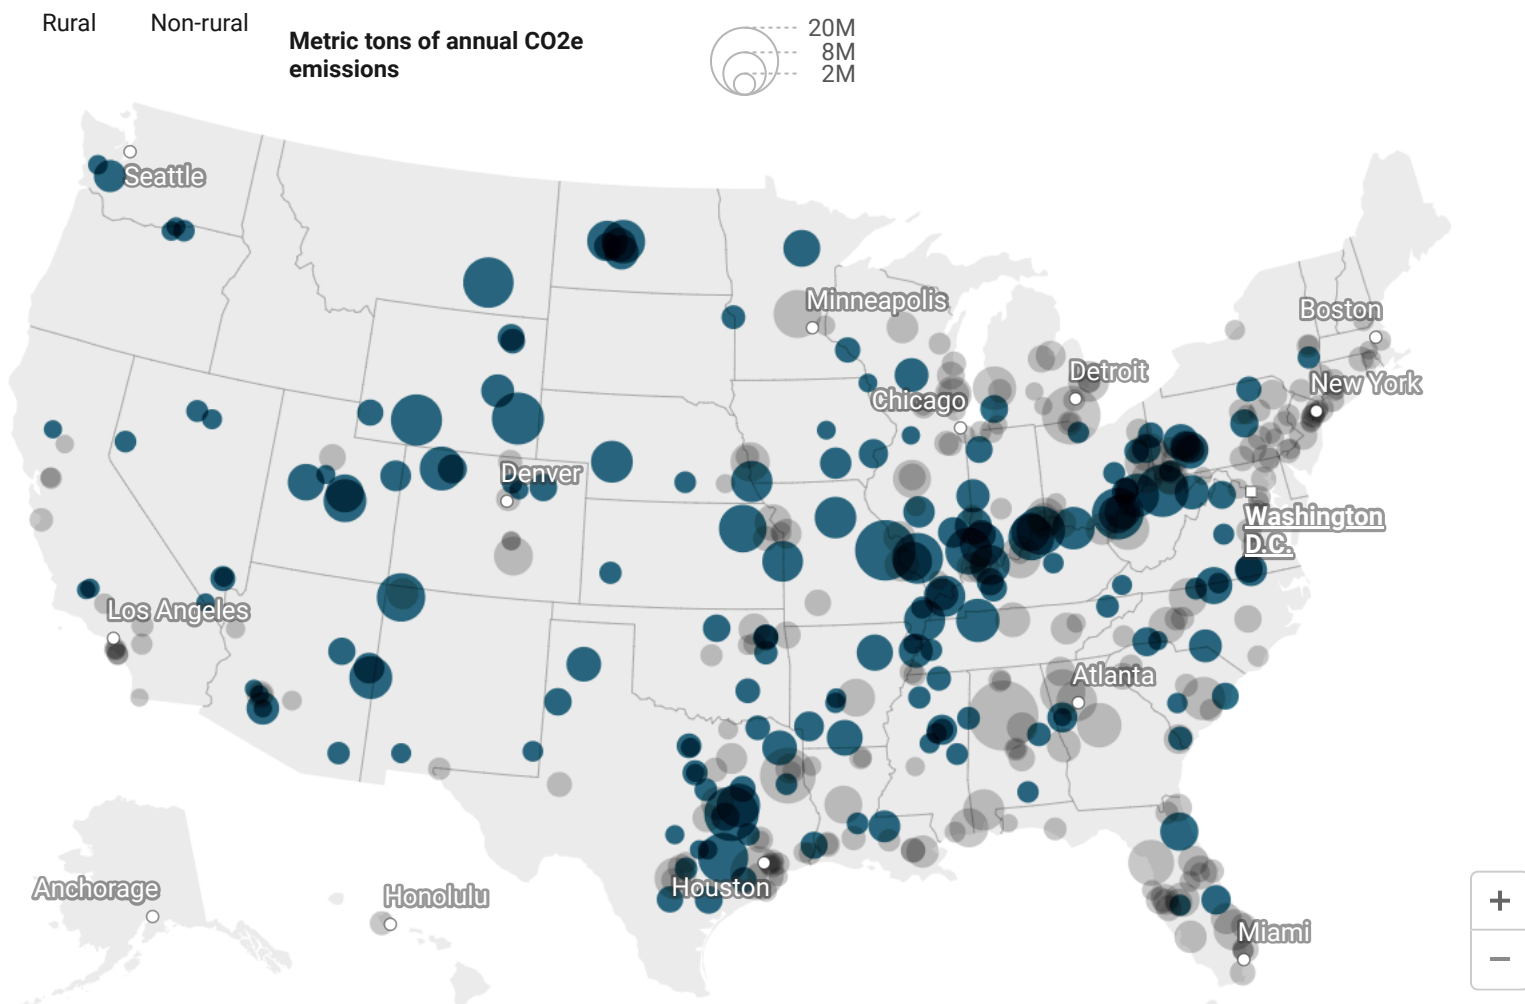 Rural
Non-rural
Metric tons of annual CO2e
emissions
20M
8M
2M
Seattle
Minneapolis
Boston
Detroit
New York
Chicago
Denver
Washington
D.C.
Los Angeles
Atlanta
Houston
Anchorage
Honolulu
Miami
+
−